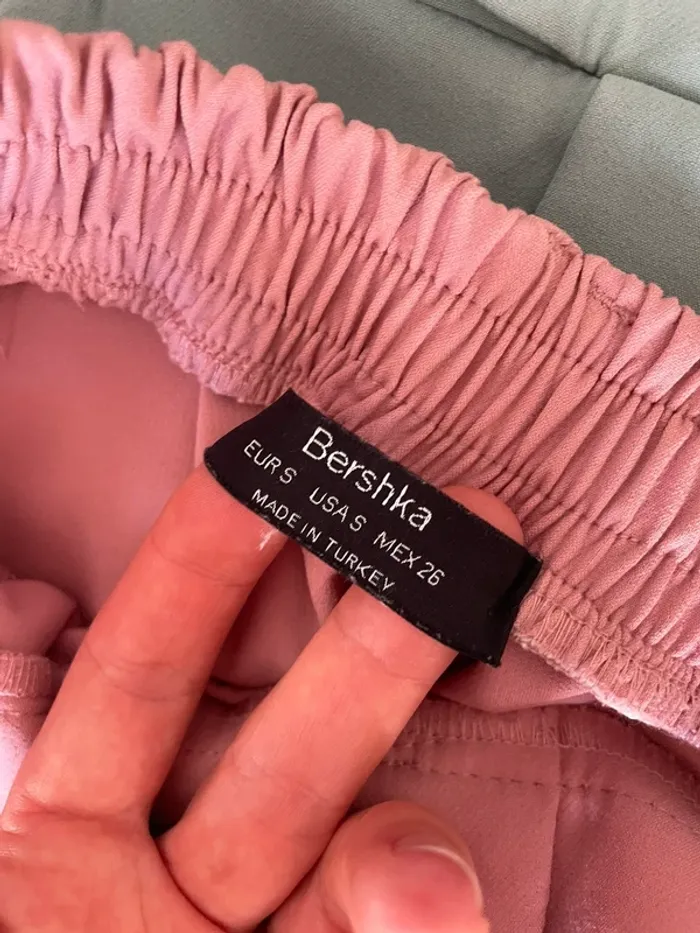 Bershka
EUR S USA S MEX 26
MADE IN TURKEY